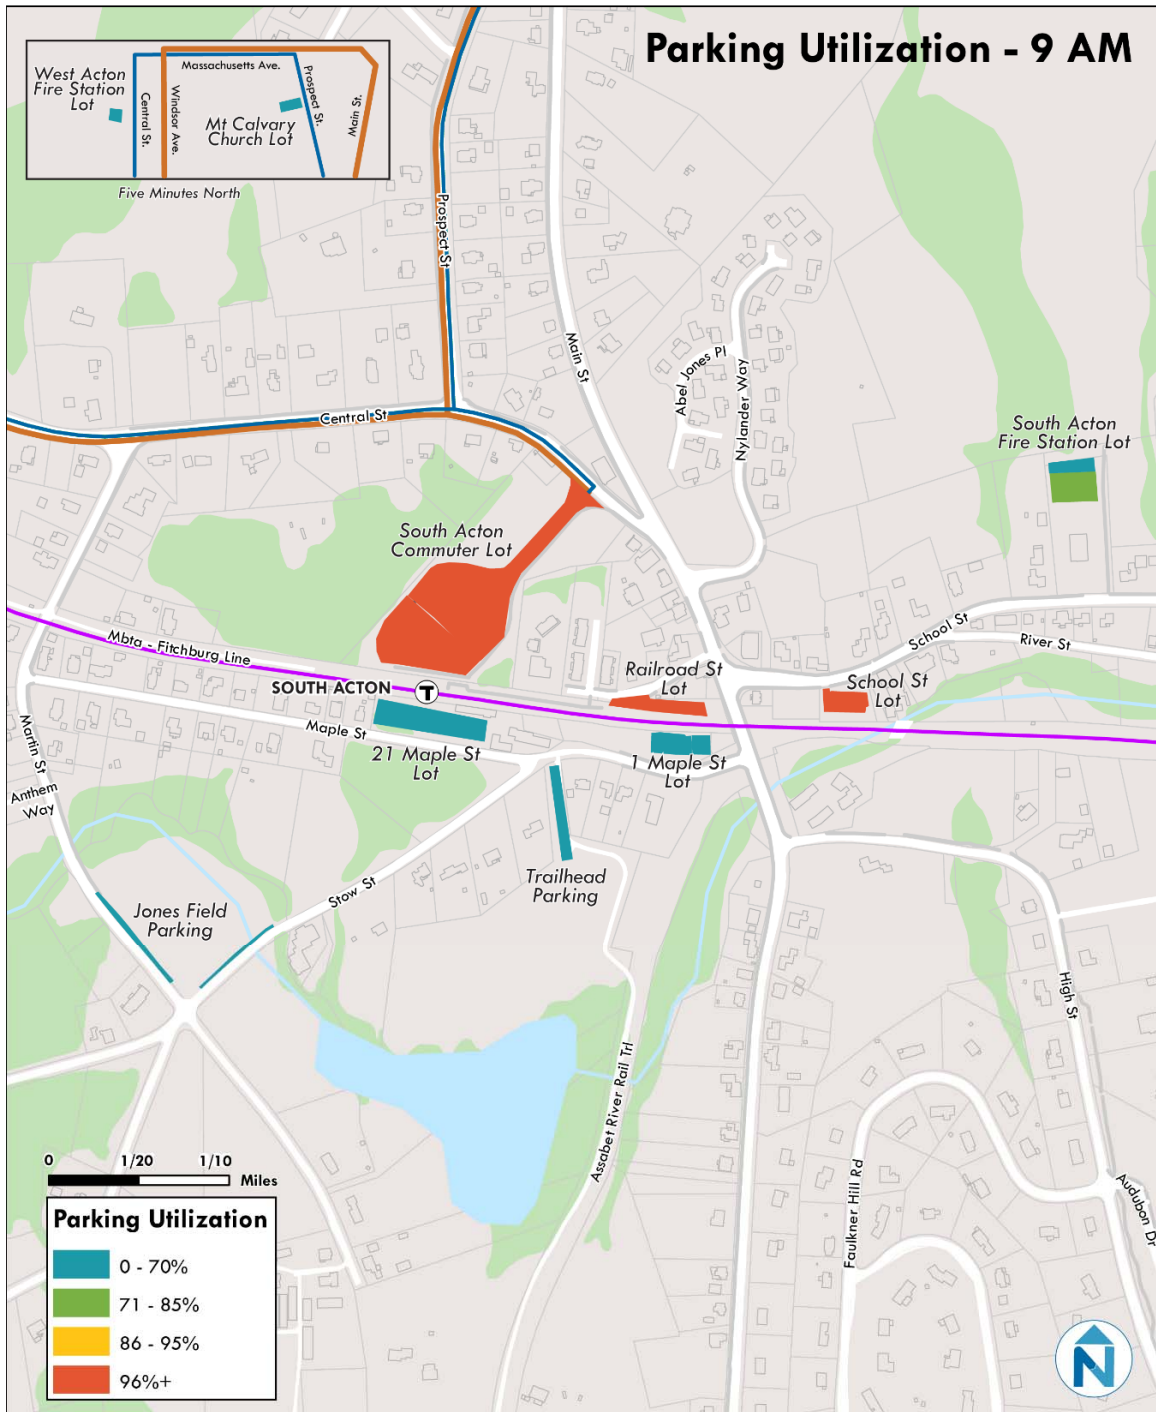 Parking Utilization - 9 AM
West Acton
Fire Station
Lot
Massachusetts Ave.
Central St.
Windsor Ave.
Mt Calvary
Church Lot
Prospect St.
Main St.
Five Minutes North
Prospect St
Main St
Abel Jones Pl
Nylander Way
Central St
South Acton
Fire Station Lot
South Acton
Commuter Lot
School St
River St
Mbta - Fitchburg Line
SOUTH ACTON
T
Railroad St
Lot
School St
Lot
Maple St
21 Maple St
Lot
1 Maple St
Lot
Martin St
Anthem
Way
Trailhead
Parking
Stow St
Jones Field
Parking
High St
Assabet River Rail Trl
Faulkner Hill Rd
Audubon Dr
0 1/20 1/10
Miles
Parking Utilization
0 - 70%
71 - 85%
86 - 95%
96%+
N